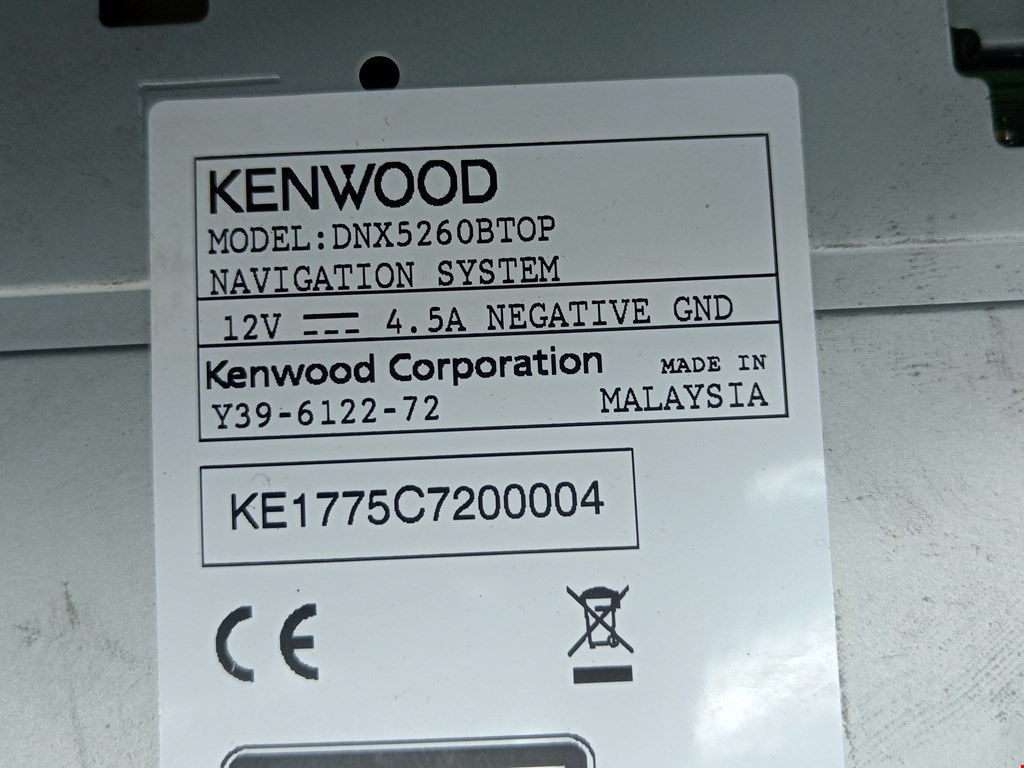 KENWOOD
MODEL:DNX5260BTOP
NAVIGATION SYSTEM
12V 4.5A NEGATIVE GND
Kenwood Corporation
MADE IN
Y39-6122-72
MALAYSIA
KE1775C7200004
CE